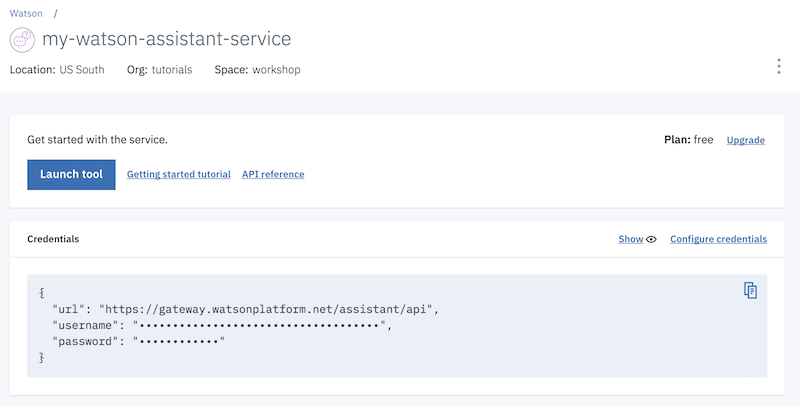 Watson /
my-watson-assistant-service
Location: US South Org: tutorials Space: workshop
Get started with the service.
Plan: free Upgrade
Launch tool Getting started tutorial API reference
Credentials
Show Configure credentials
{
"url": "https://gateway.watsonplatform.net/assistant/api",
"username": "••••••••••••••••••••••••••••••••••••",
"password": "••••••••••••"
}